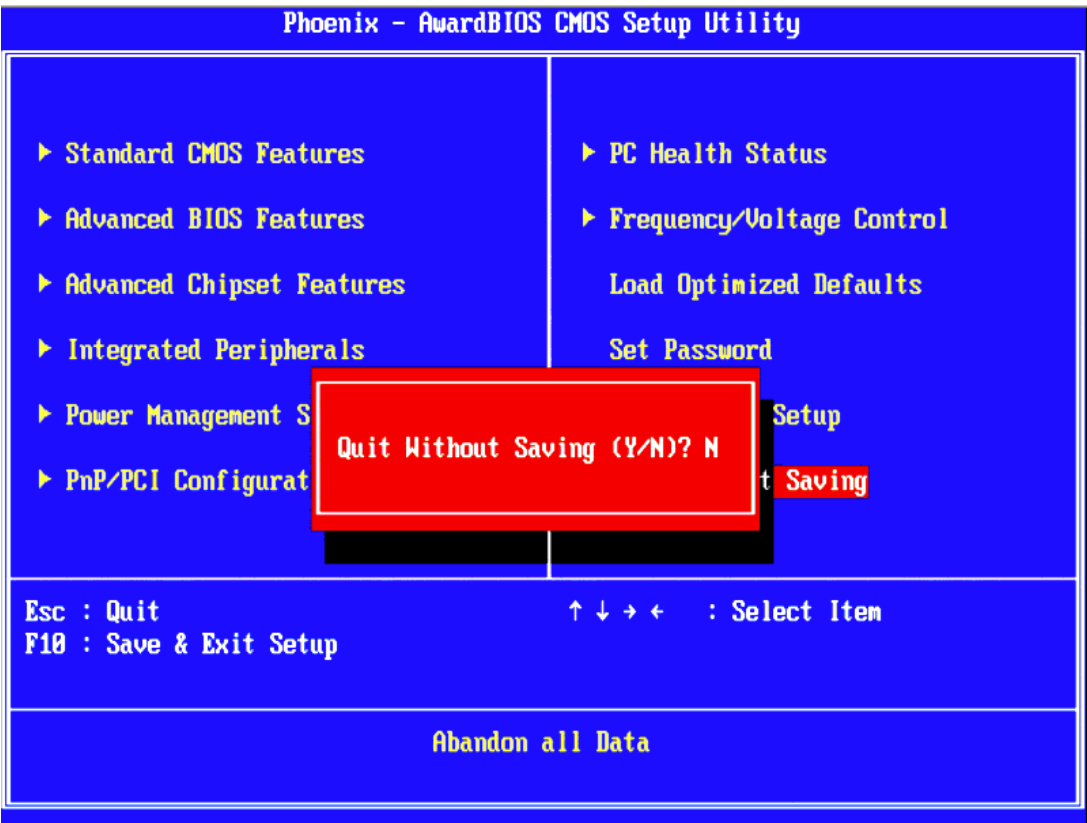 Phoenix - AwardBIOS CMOS Setup Utility
Standard CMOS Features
Advanced BIOS Features
Advanced Chipset Features
Integrated Peripherals
Power Management S
PnP/PCI Configurat
PC Health Status
Frequency/Voltage Control
Load Optimized Defaults
Set Password
Setup
t Saving
Quit Without Saving (Y/N)? N
Esc : Quit
F10 : Save & Exit Setup
↑ ↓ → ← : Select Item
Abandon all Data